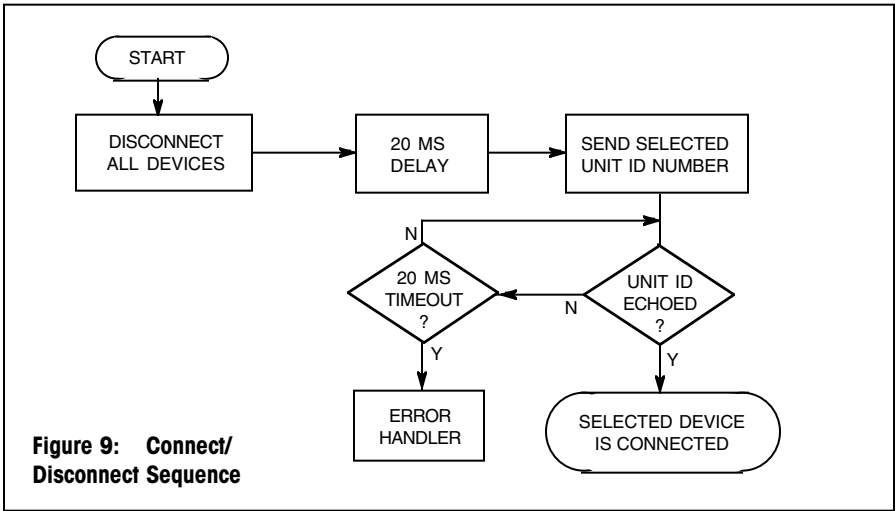 START
DISCONNECT
ALL DEVICES
20 MS
DELAY
SEND SELECTED
UNIT ID NUMBER
N
20 MS
TIMEOUT
?
N
UNIT ID
ECHOED
?
Y
Y
ERROR
HANDLER
SELECTED DEVICE
IS CONNECTED
Figure 9: Connect/
Disconnect Sequence